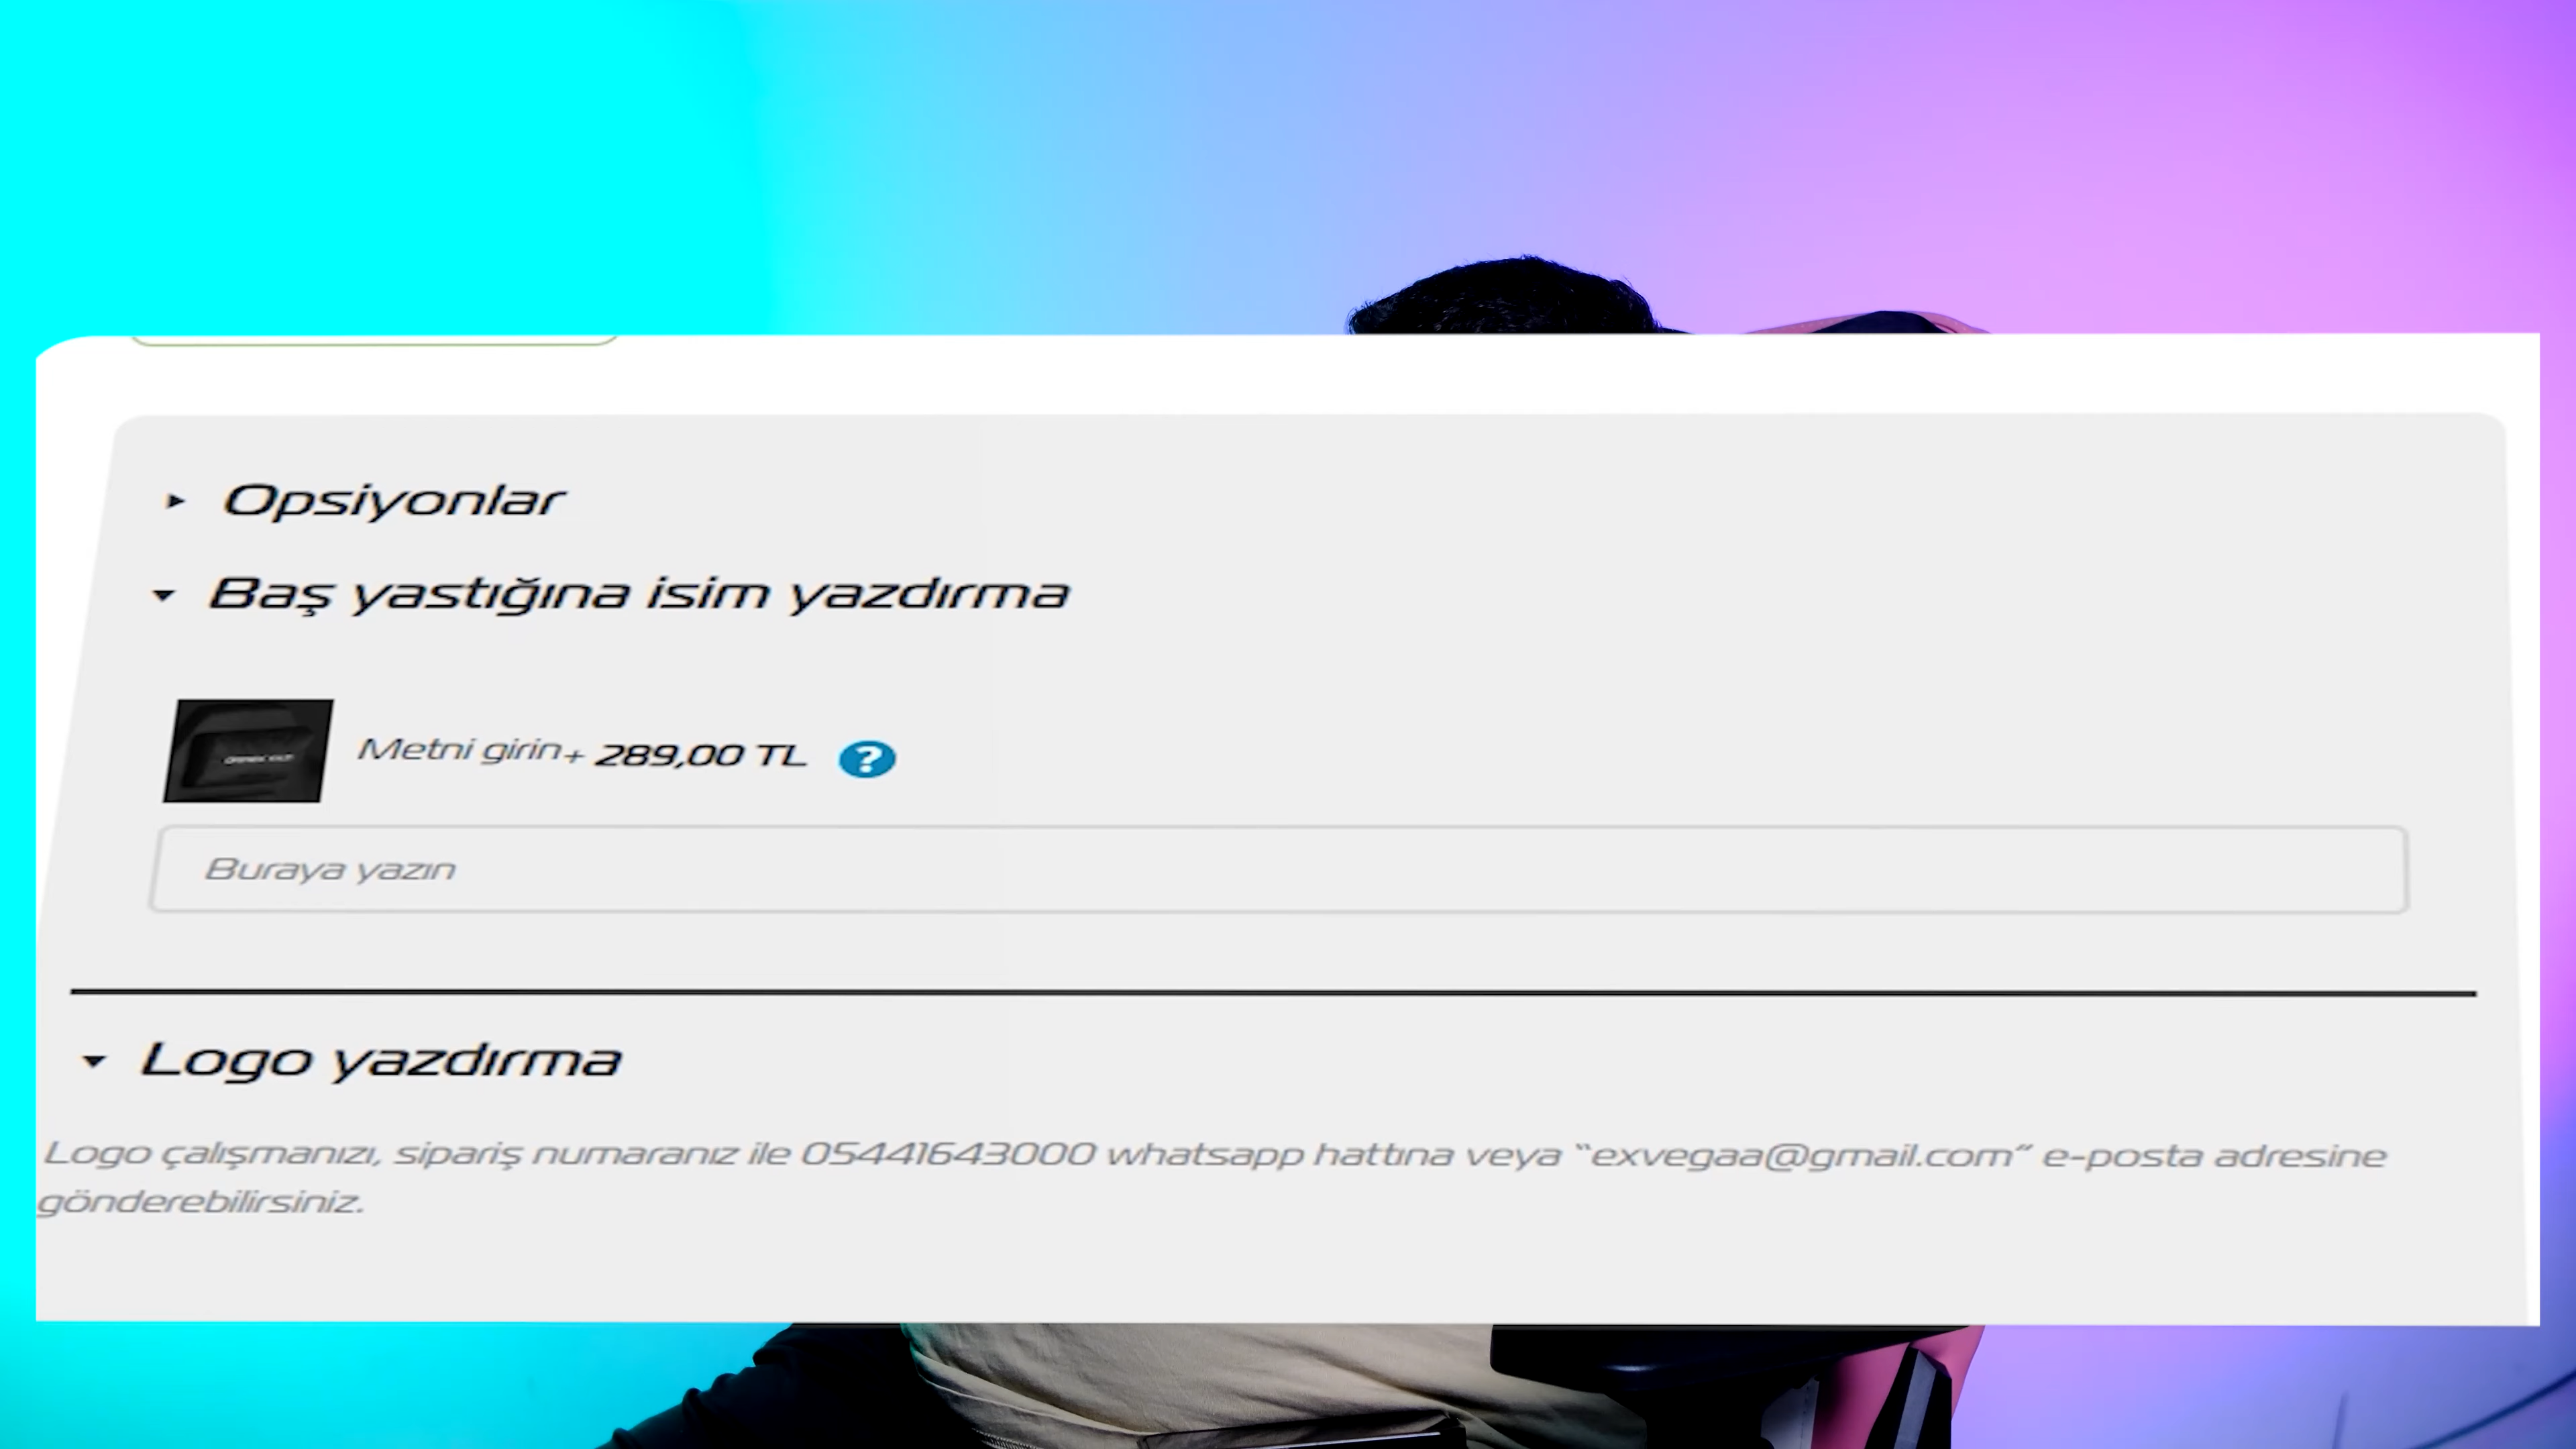 Opsiyonlar
Baş yastığına isim yazdırma
Metni girin+ 289,00 TL ?
Buraya yazın
Logo yazdırma
Logo çalışmanızı, sipariş numaranız ile 05441643000 whatsapp hattına veya “exvegaa@gmail.com” e-posta adresine
gönderebilirsiniz.